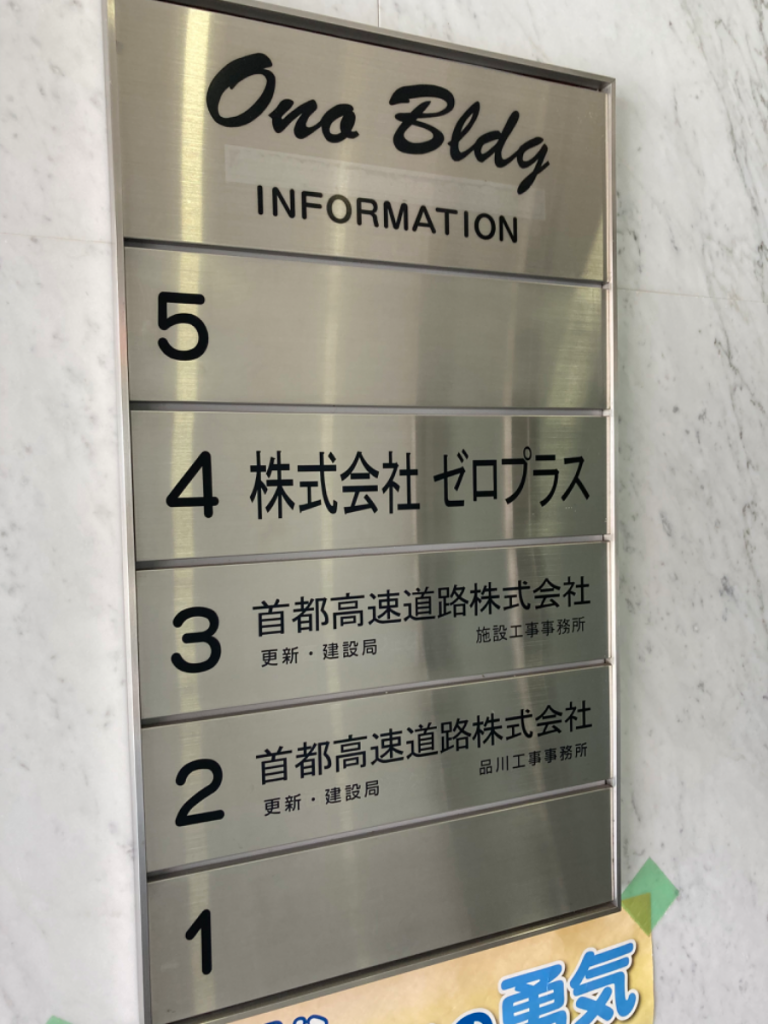 Ono Bldg
INFORMATION
5
4 株式会社 ゼロプラス
3 首都高速道路株式会社
更新・建設局 施設工事事務所
2 首都高速道路株式会社
更新・建設局 品川工事事務所
1
の勇気